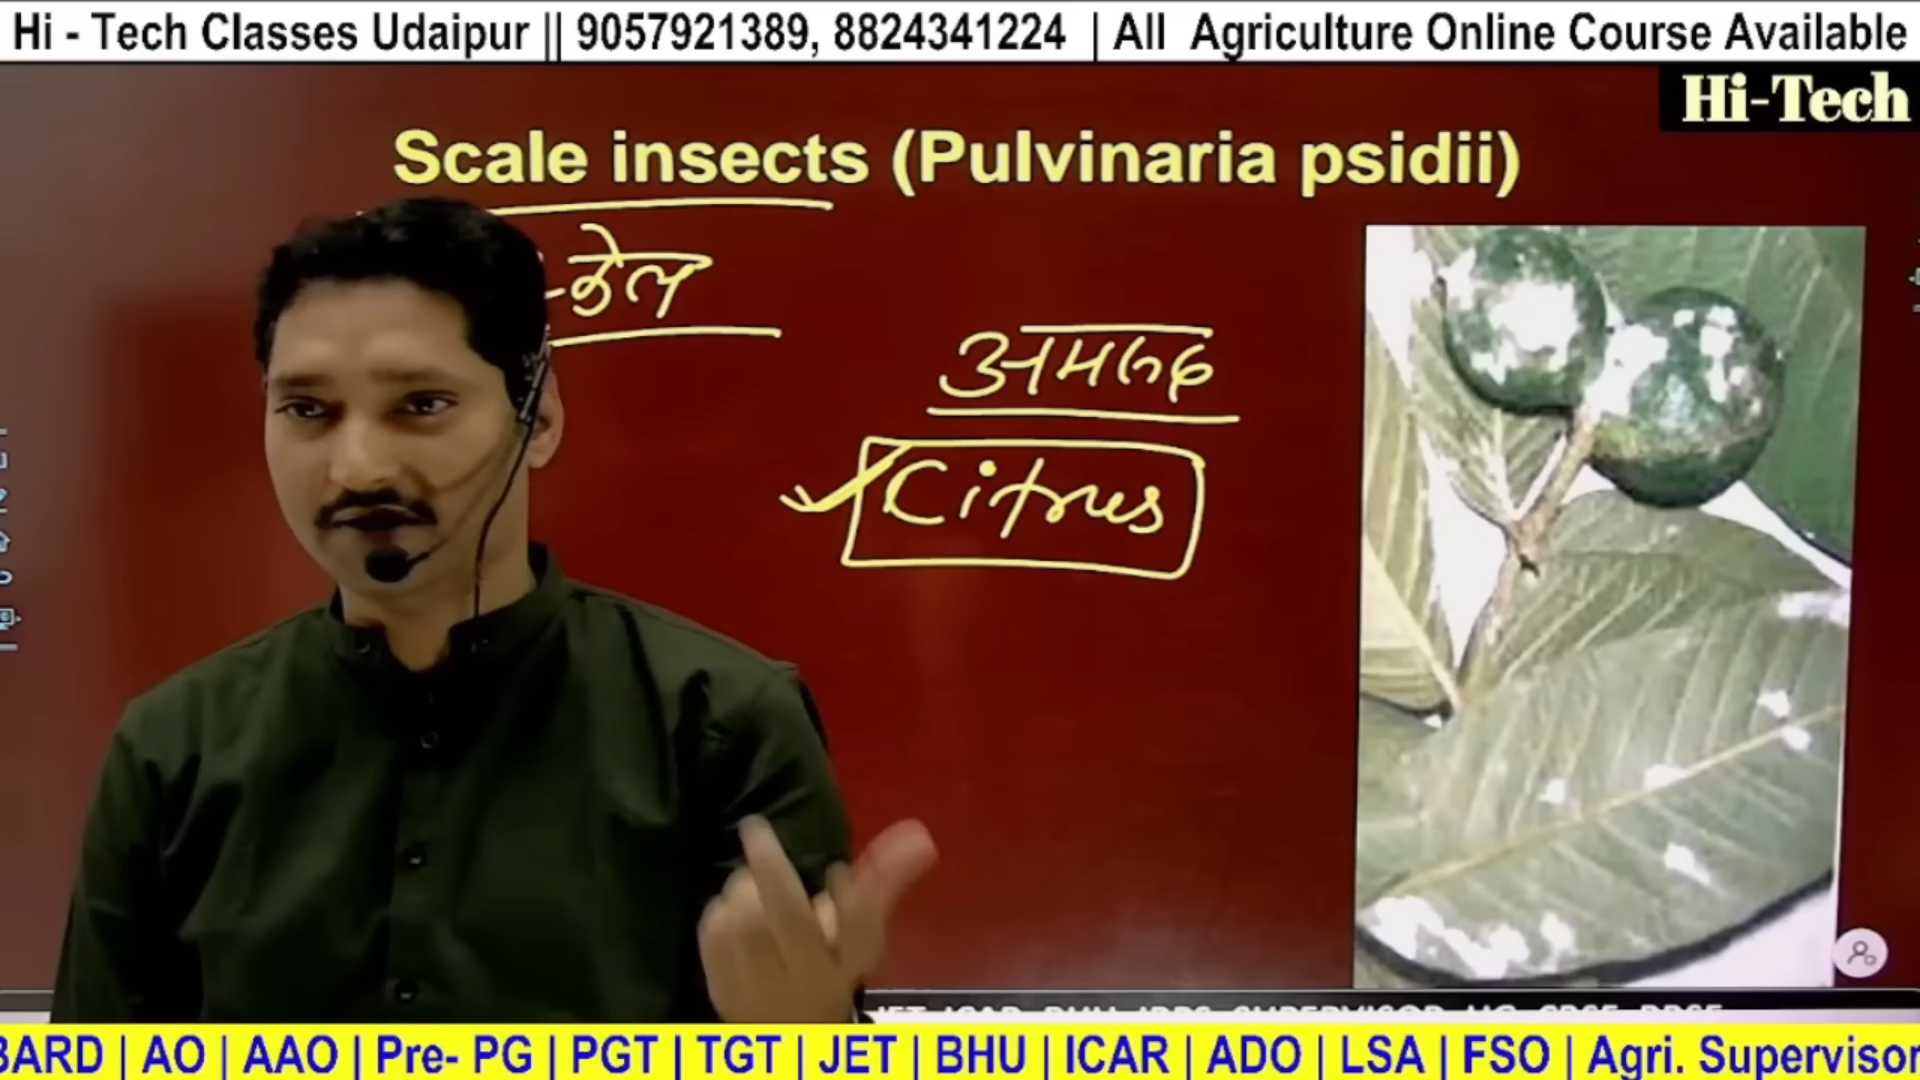 Hi - Tech Classes Udaipur || 9057921389, 8824341224 | All Agriculture Online Course Available
Hi-Tech
Scale insects (Pulvinaria psidii)
अमरूद
Citrus
BARD | AO | AAO | Pre- PG | PGT | TGT | JET | BHU | ICAR | ADO | LSA | FSO | Agri. Supervisor